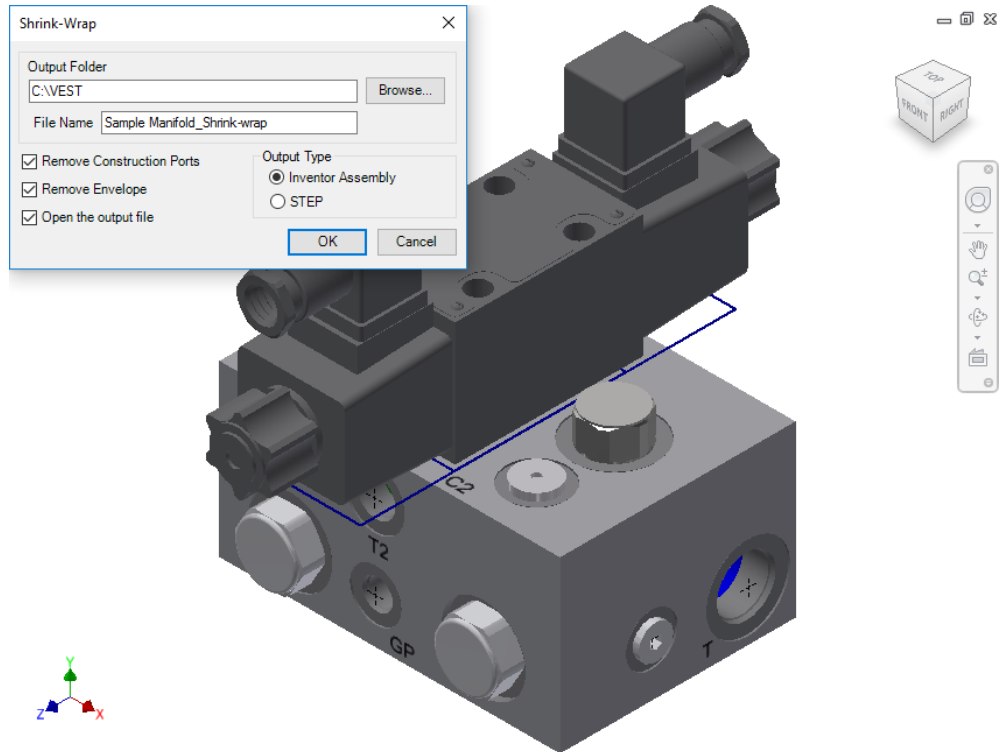 Shrink-Wrap
Output Folder
C:\VEST
Browse...
File Name
Sample Manifold_Shrink-wrap
Remove Construction Ports
Remove Envelope
Open the output file
Output Type
Inventor Assembly
STEP
OK
Cancel
TOP
FRONT
RIGHT
C2
T2
GP
T
Y
Z
X